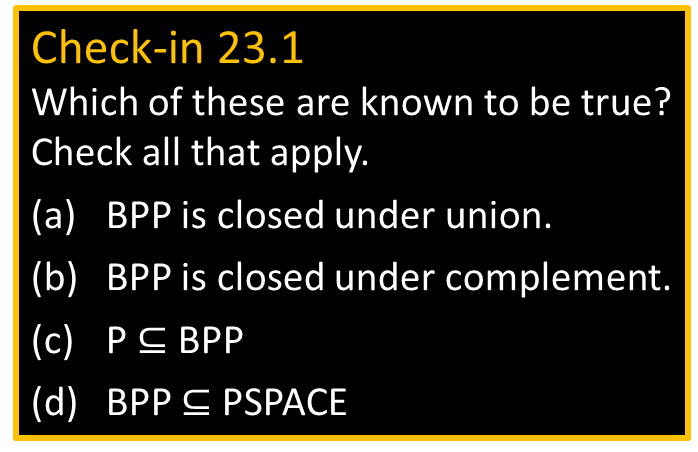 Check-in 23.1
Which of these are known to be true?
Check all that apply.
(a) BPP is closed under union.
(b) BPP is closed under complement.
(c) P ⊆ BPP
(d) BPP ⊆ PSPACE